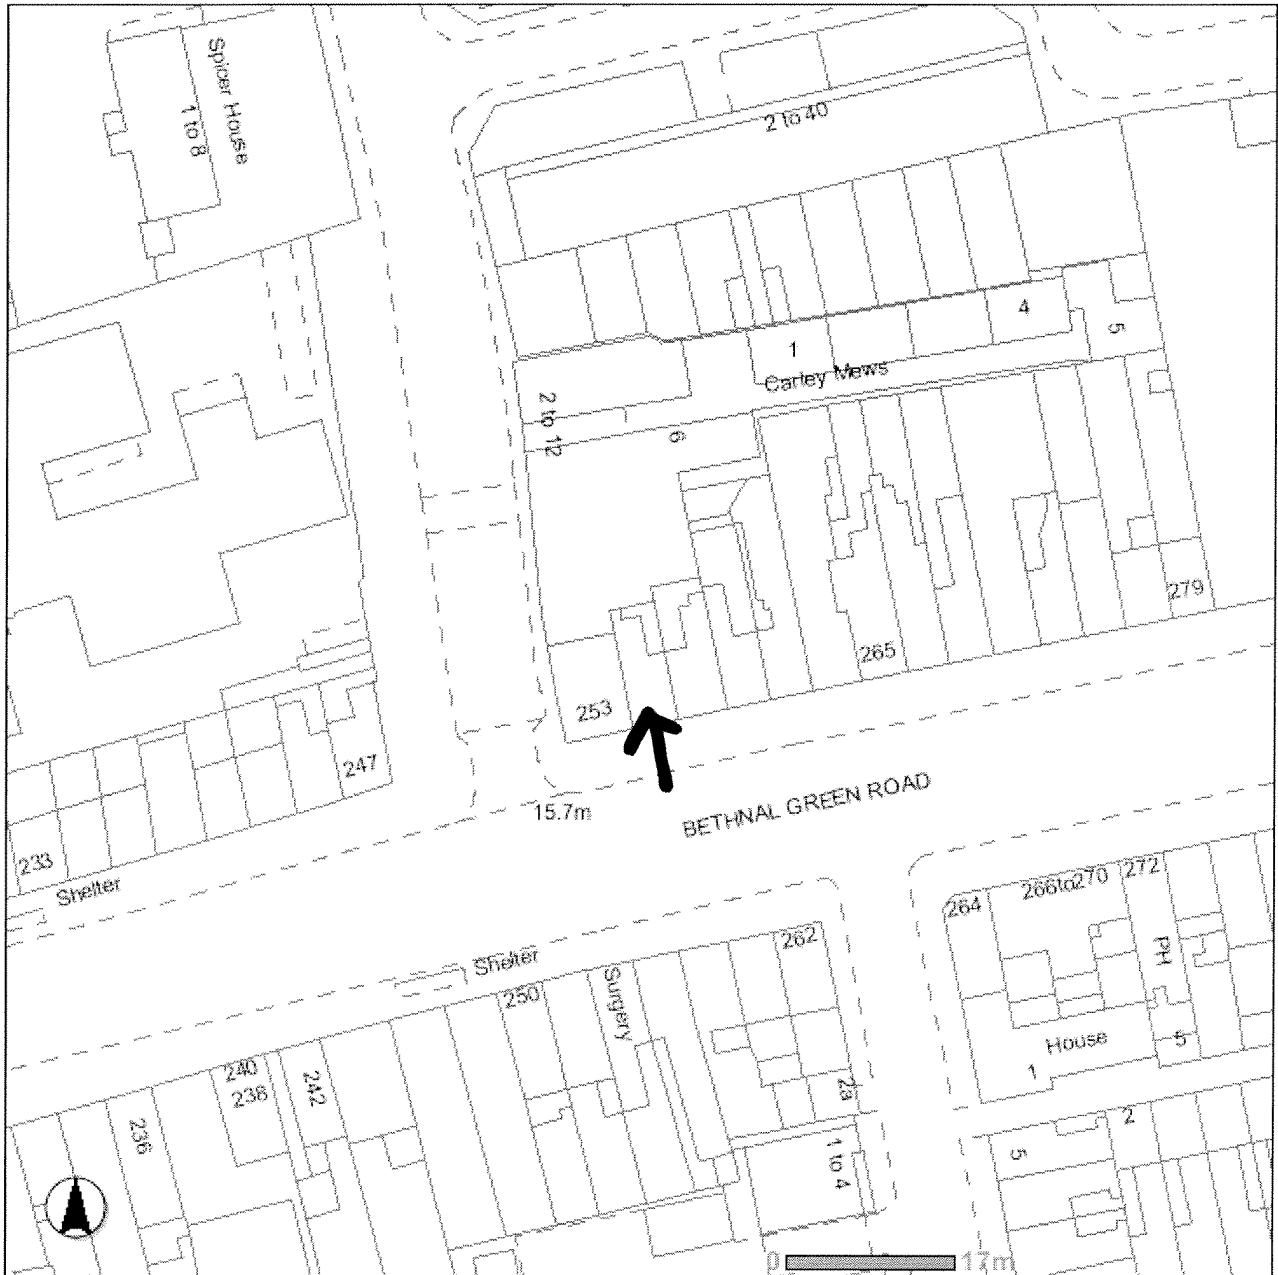 Spicer House
1 to 8
2 to 40
4
5
1
Carley Mews
2 to 12
6
279
265
253
247
15.7m
BETHNAL GREEN ROAD
233
Shelter
272
266to270
264
262
Shelter
250
Surgery
PH
House
5
1
240
238
242
2a
236
2
1 to 4
5
0
17m